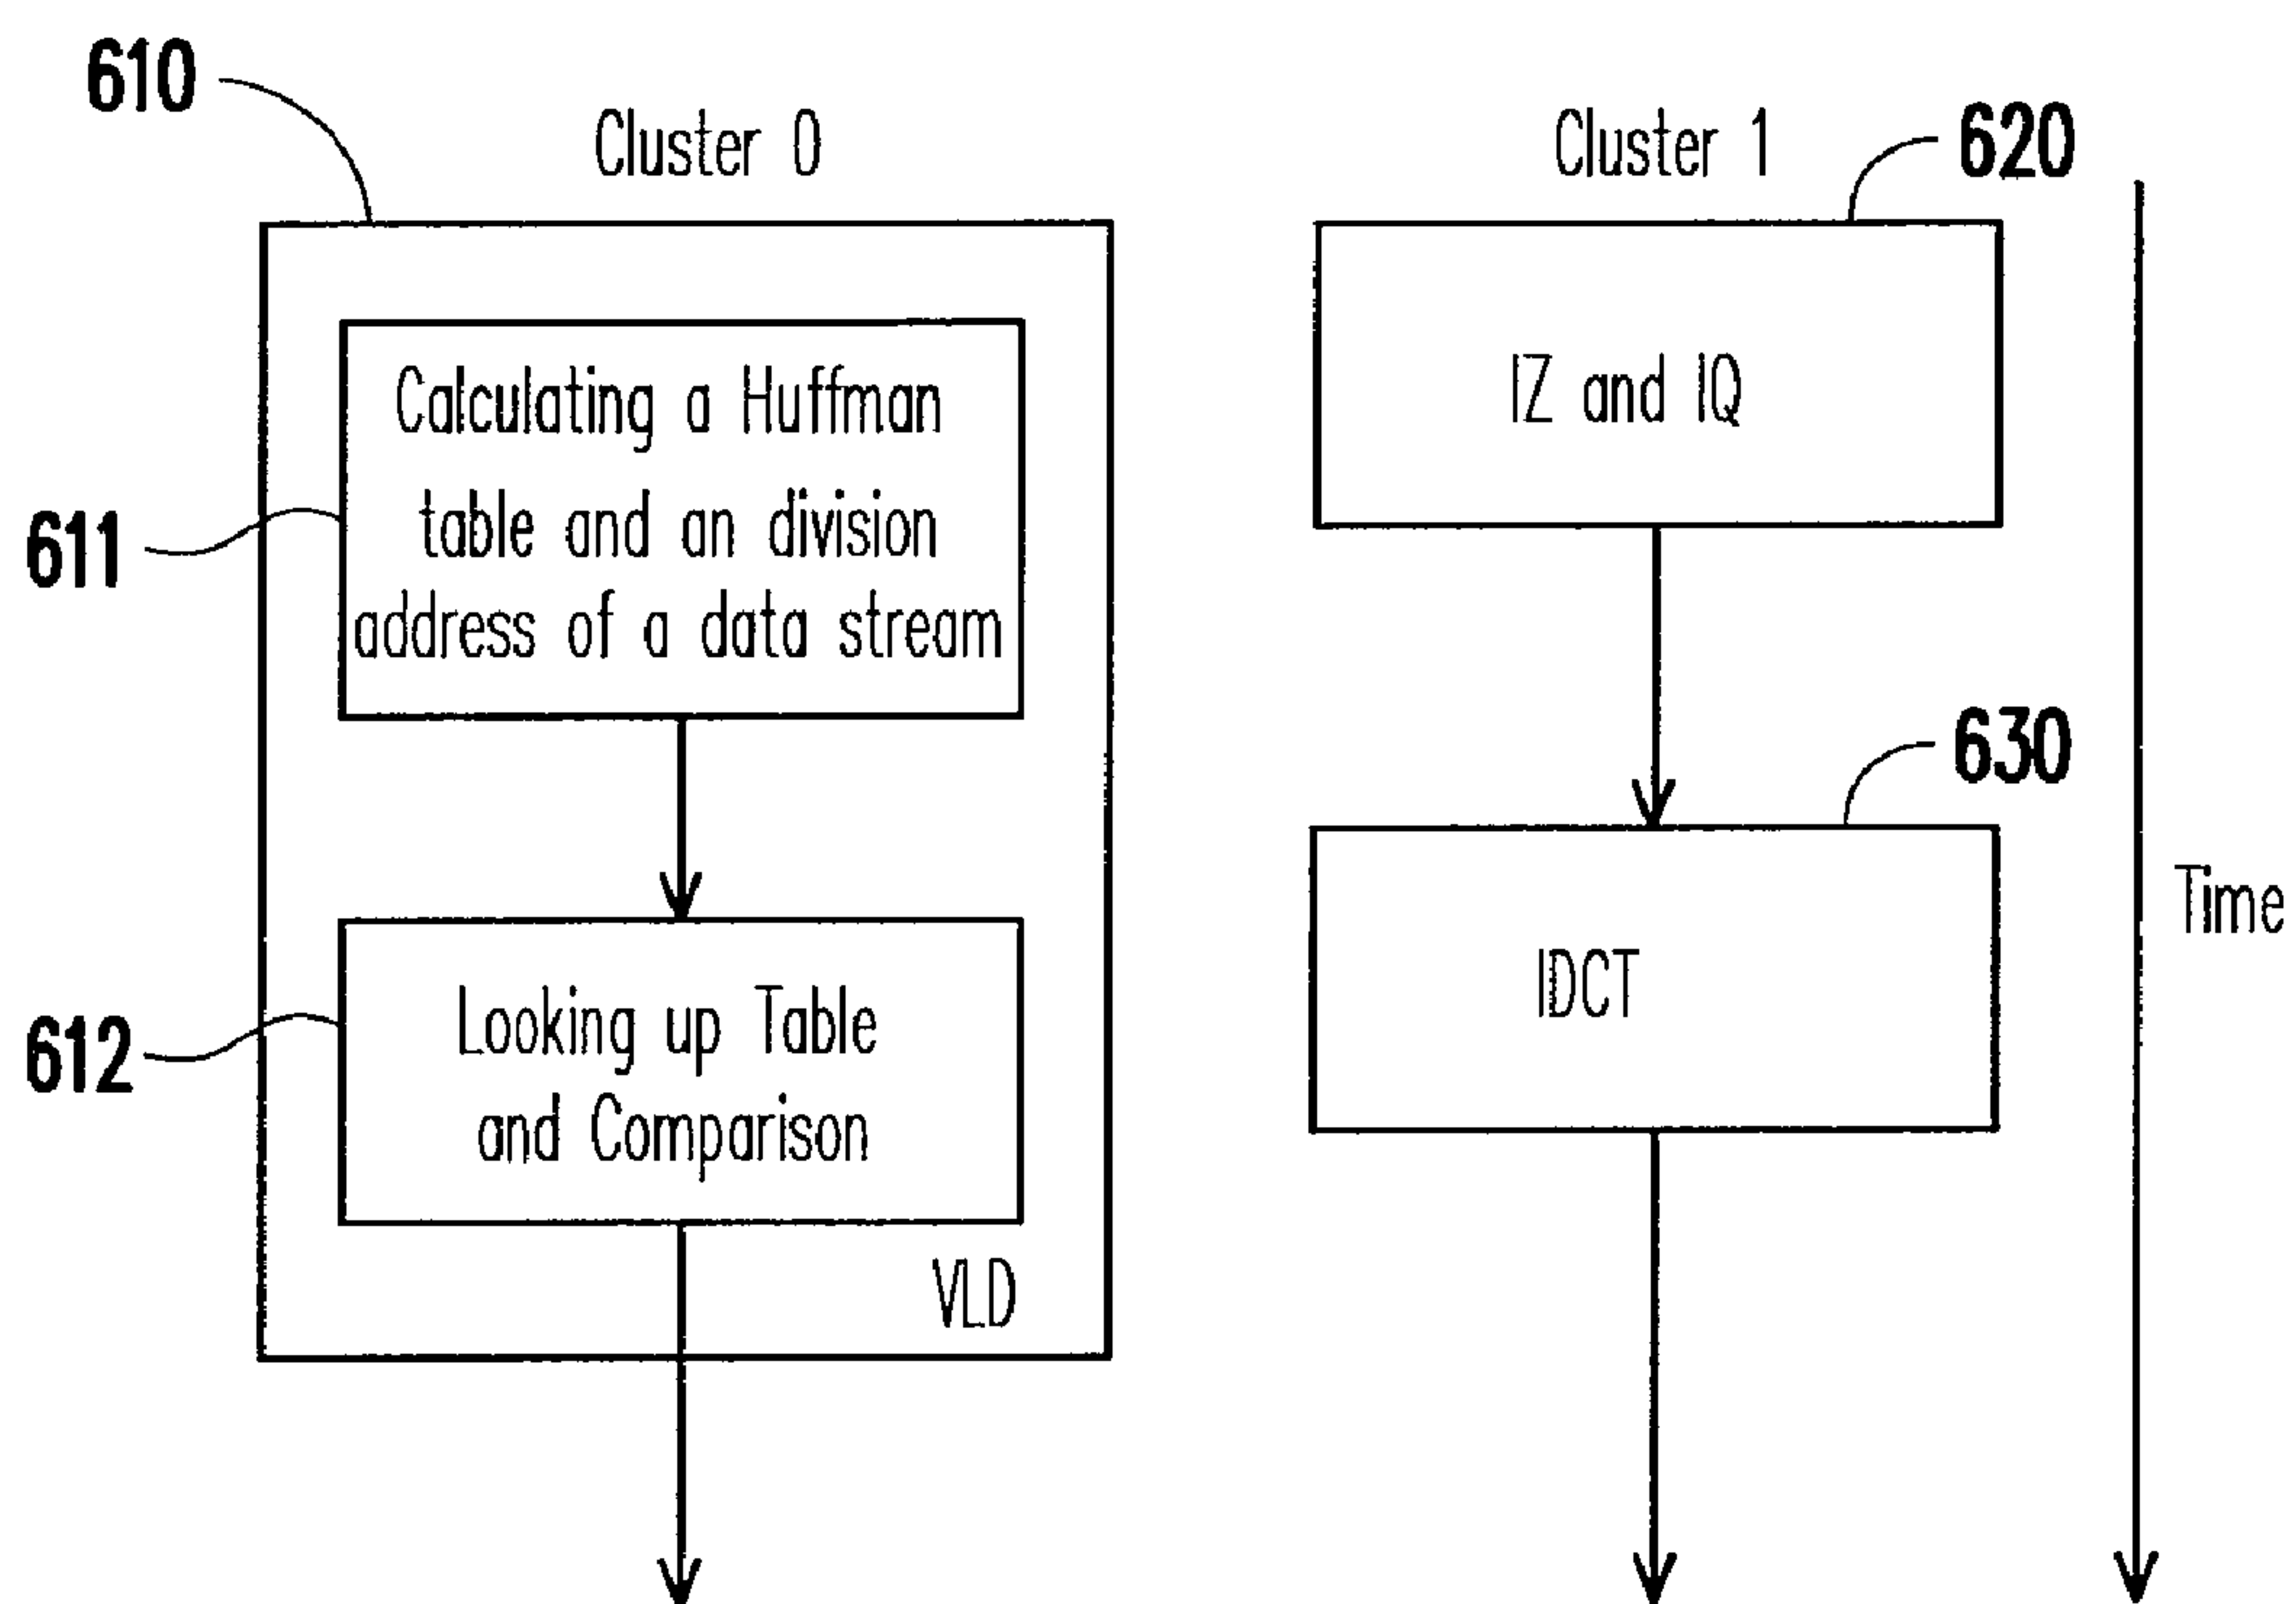 610
Cluster 0
Cluster 1
620
Calculating a Huffman
table and an division
address of a data stream
611
IZ and IQ
630
Time
IDCT
612
Looking up Table
and Comparison
VLD